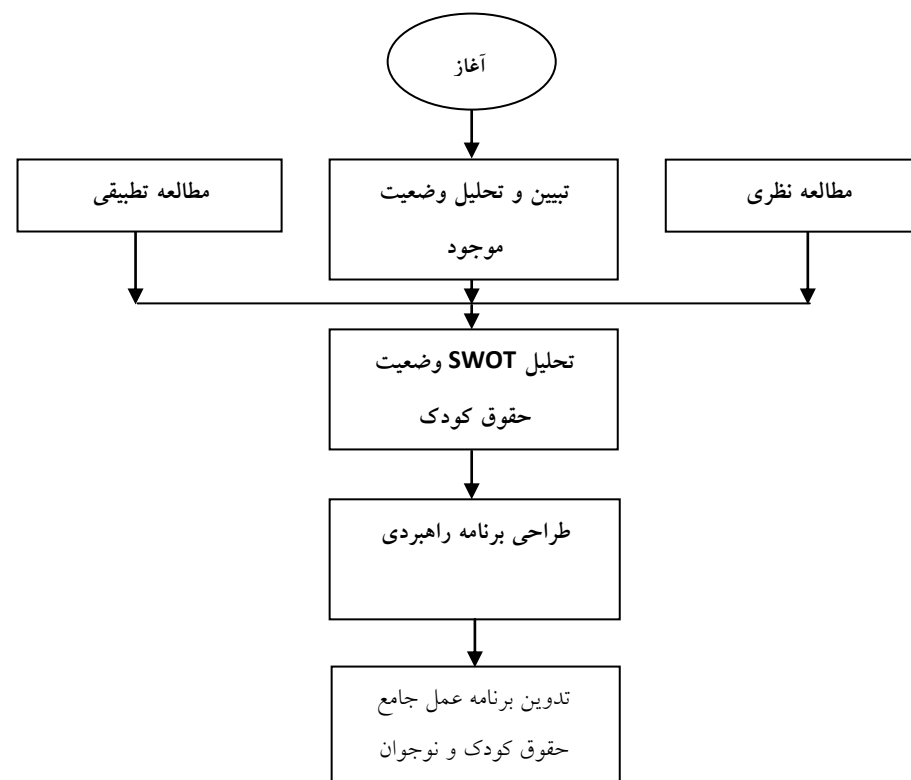 آغاز
مطالعه نظری
تبیین و تحلیل وضعیت
موجود
مطالعه تطبیقی
تحلیل SWOT وضعیت
حقوق کودک
طراحی برنامه راهبردی
تدوین برنامه عمل جامع
حقوق کودک و نوجوان